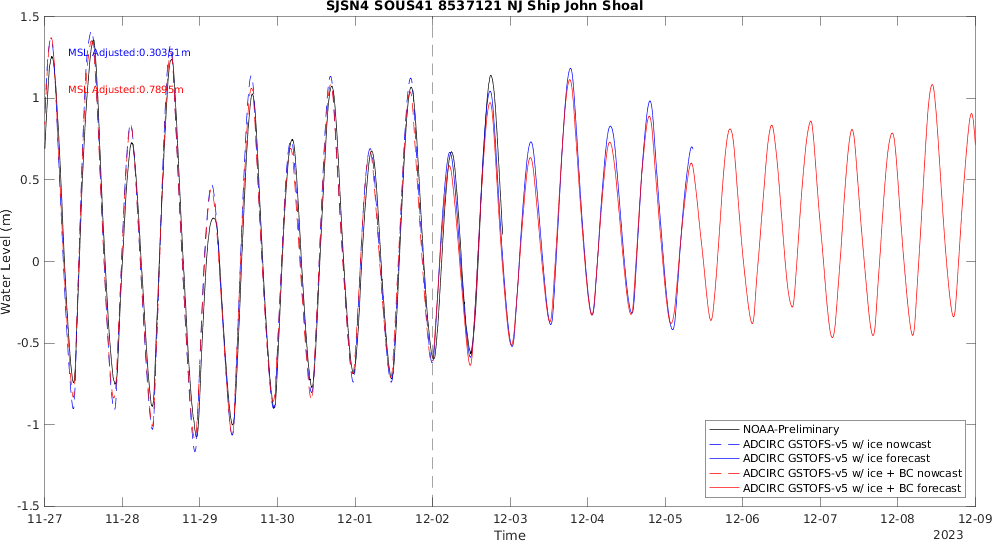 SJSN4 SOUS41 8537121 NJ Ship John Shoal
MSL Adjusted:0.30351m
MSL Adjusted:0.7895m
1.5
1
0.5
0
-0.5
-1
-1.5
Water Level (m)
11-27 11-28 11-29 11-30 12-01 12-02 12-03 12-04 12-05 12-06 12-07 12-08 12-09
Time
2023
NOAA-Preliminary
ADCIRC GSTOFS-v5 w/ ice nowcast
ADCIRC GSTOFS-v5 w/ ice forecast
ADCIRC GSTOFS-v5 w/ ice + BC nowcast
ADCIRC GSTOFS-v5 w/ ice + BC forecast